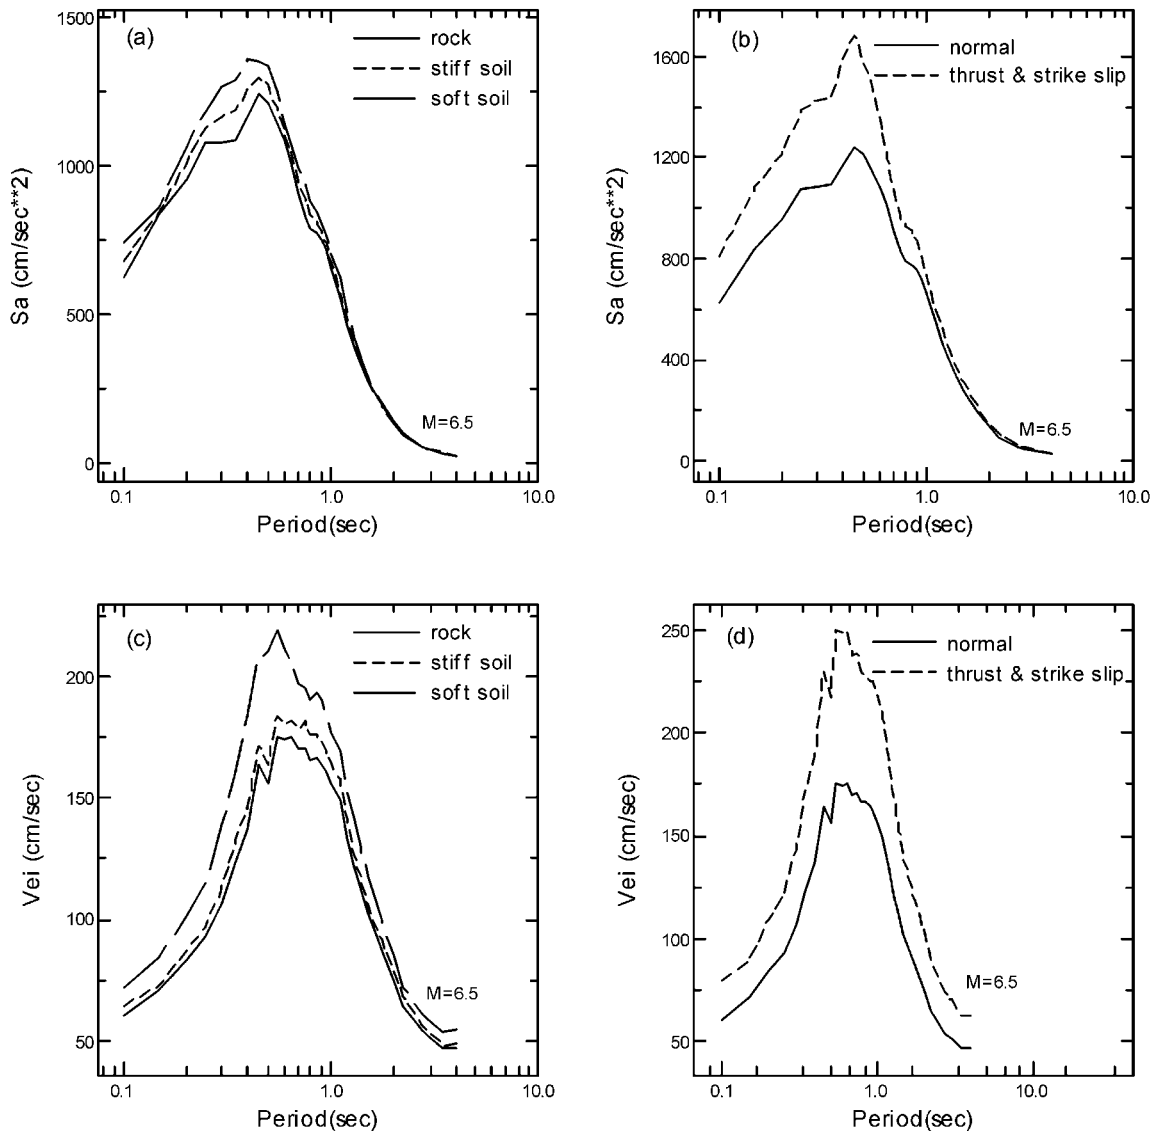 (a)
rock
stiff soil
soft soil
1500
1000
500
0
Sa (cm/sec**2)
M=6.5
0.1 1.0 10.0
Period(sec)
(b)
normal
thrust & strike slip
1600
1200
800
400
0
Sa (cm/sec**2)
M=6.5
0.1 1.0 10.0
Period(sec)
(c)
rock
stiff soil
soft soil
200
150
100
50
Vei (cm/sec)
M=6.5
0.1 1.0 10.0
Period(sec)
(d)
normal
thrust & strike slip
250
200
150
100
50
Vei (cm/sec)
M=6.5
0.1 1.0 10.0
Period(sec)